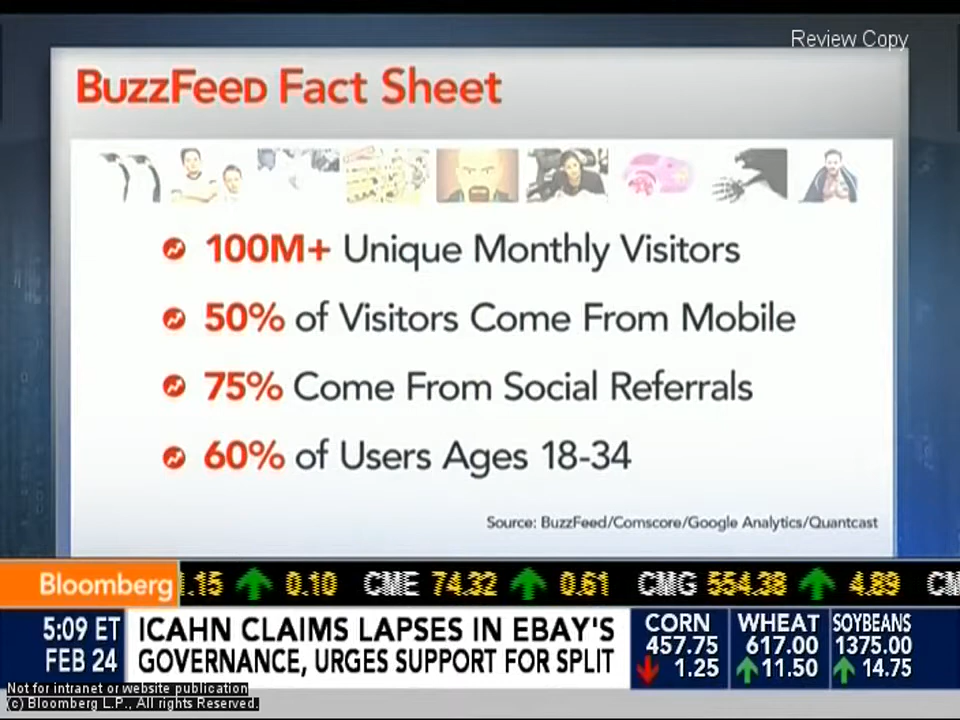 Review Copy
BuzzFeed Fact Sheet
100M+ Unique Monthly Visitors
50% of Visitors Come From Mobile
75% Come From Social Referrals
60% of Users Ages 18-34
Source: BuzzFeed/Comscore/Google Analytics/Quantcast
Bloomberg .15 0.10 CME 74.32 0.61 CMG 554.38 4.89 CM
5:09 ET
FEB 24
ICAHN CLAIMS LAPSES IN EBAY'S
GOVERNANCE, URGES SUPPORT FOR SPLIT
CORN
457.75
1.25
WHEAT
617.00
11.50
SOYBEANS
1375.00
14.75
Not for intranet or website publication
(c) Bloomberg L.P., All rights Reserved.